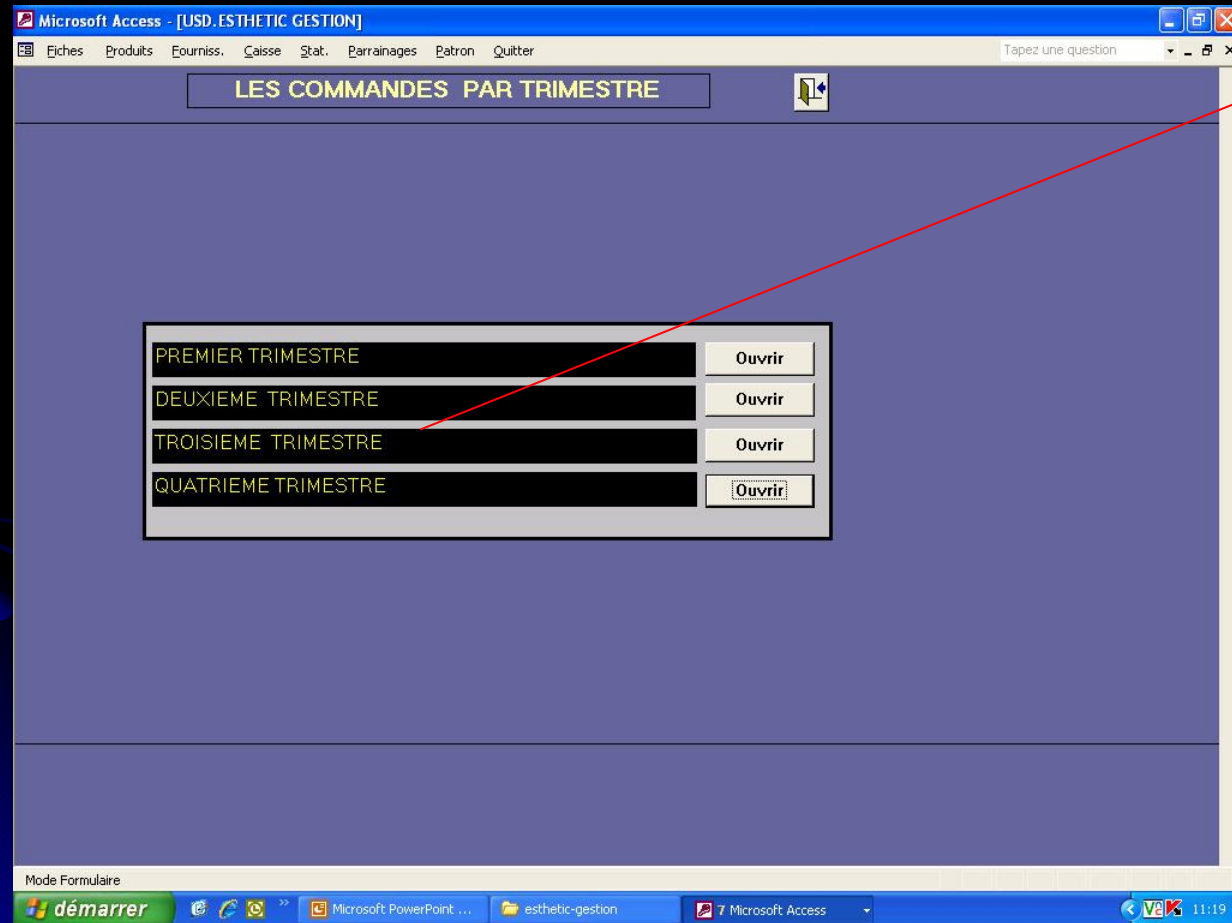 Microsoft Access - [USD.ESTHETIC GESTION]
Fiches Produits Fourniss. Caisse Stat. Parrainages Patron Quitter Tapez une question
LES COMMANDES PAR TRIMESTRE
PREMIER TRIMESTRE Ouvrir
DEUXIEME TRIMESTRE Ouvrir
TROISIEME TRIMESTRE Ouvrir
QUATRIEME TRIMESTRE Ouvrir
Mode Formulaire
démarrer Microsoft PowerPoint ... esthetic-gestion 7 Microsoft Access 11:19